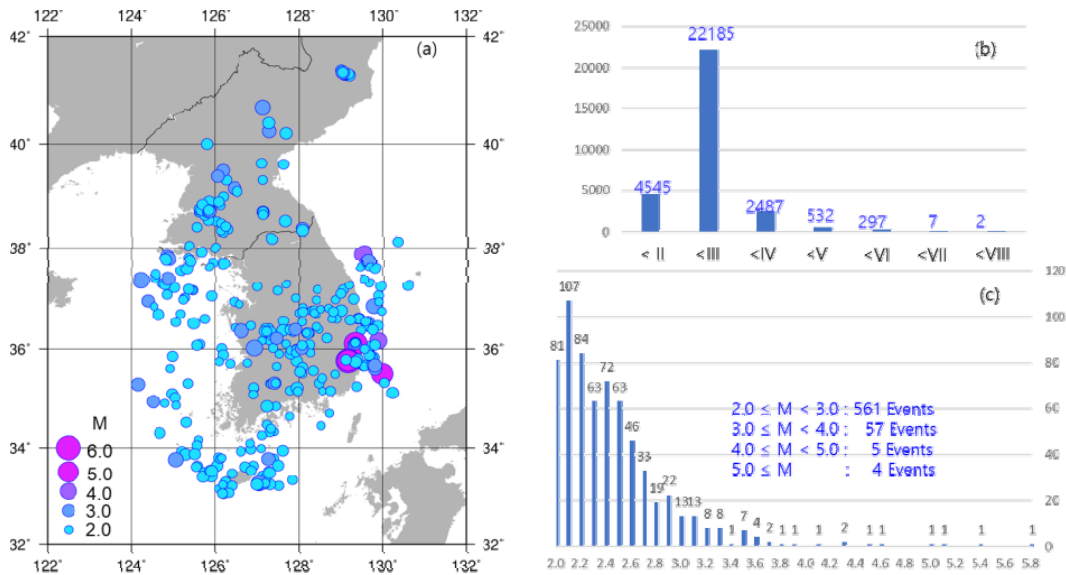 122˚ 124˚ 126˚ 128˚ 130˚ 132˚
42˚ 42˚
(a)
40˚ 40˚
38˚ 38˚
36˚ 36˚
34˚ 34˚
32˚ 32˚
122˚ 124˚ 126˚ 128˚ 130˚ 132˚
M
6.0
5.0
4.0
3.0
2.0
25000
20000
15000
10000
5000
0
(b)
4545 22185 2487 532 297 7 2
< II <III <IV <V <VI <VII <VIII
(c)
120
100
80
60
40
20
0
81 107 84 63 72 63 46 33 19 22 13 13 8 8 1 7 4 2 1 1 1 2 1 1 1 1 1 1
2.0 ≤ M < 3.0 : 561 Events
3.0 ≤ M < 4.0 : 57 Events
4.0 ≤ M < 5.0 : 5 Events
5.0 ≤ M : 4 Events
2.0 2.2 2.4 2.6 2.8 3.0 3.2 3.4 3.6 3.8 4.0 4.2 4.4 4.6 4.8 5.0 5.2 5.4 5.6 5.8